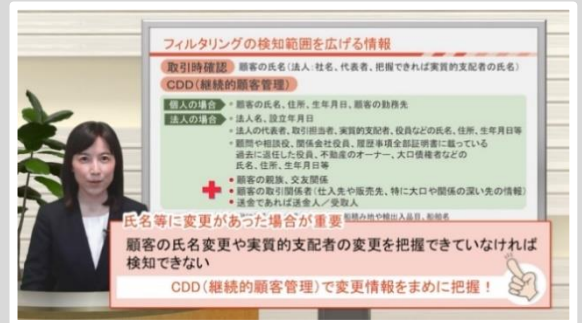 フィルタリングの検知範囲を広げる情報
取引時確認 顧客の氏名(法人:社名、代表者、把握できれば実質的支配者の氏名)
CDD(継続的顧客管理)
個人の場合 ・顧客の氏名、住所、生年月日、顧客の勤務先
法人の場合 ・法人名、設立年月日
・法人の代表者、取引担当者、実質的支配者、役員などの氏名、住所、生年月日等
・顧問や相談役、関係会社役員、履歴事項全部証明書に載っている
過去に退任した役員、不動産のオーナー、大口債権者などの
氏名、住所、生年月日等
・顧客の親族、交友関係
・顧客の取引関係者(仕入先や販売先、特に大口や関係の深い先の情報)
・送金であれば送金人/受取人
船積み地や輸出入品目、船舶名
氏名等に変更があった場合が重要
顧客の氏名変更や実質的支配者の変更を把握できていなければ
検知できない
CDD(継続的顧客管理)で変更情報をまめに把握!